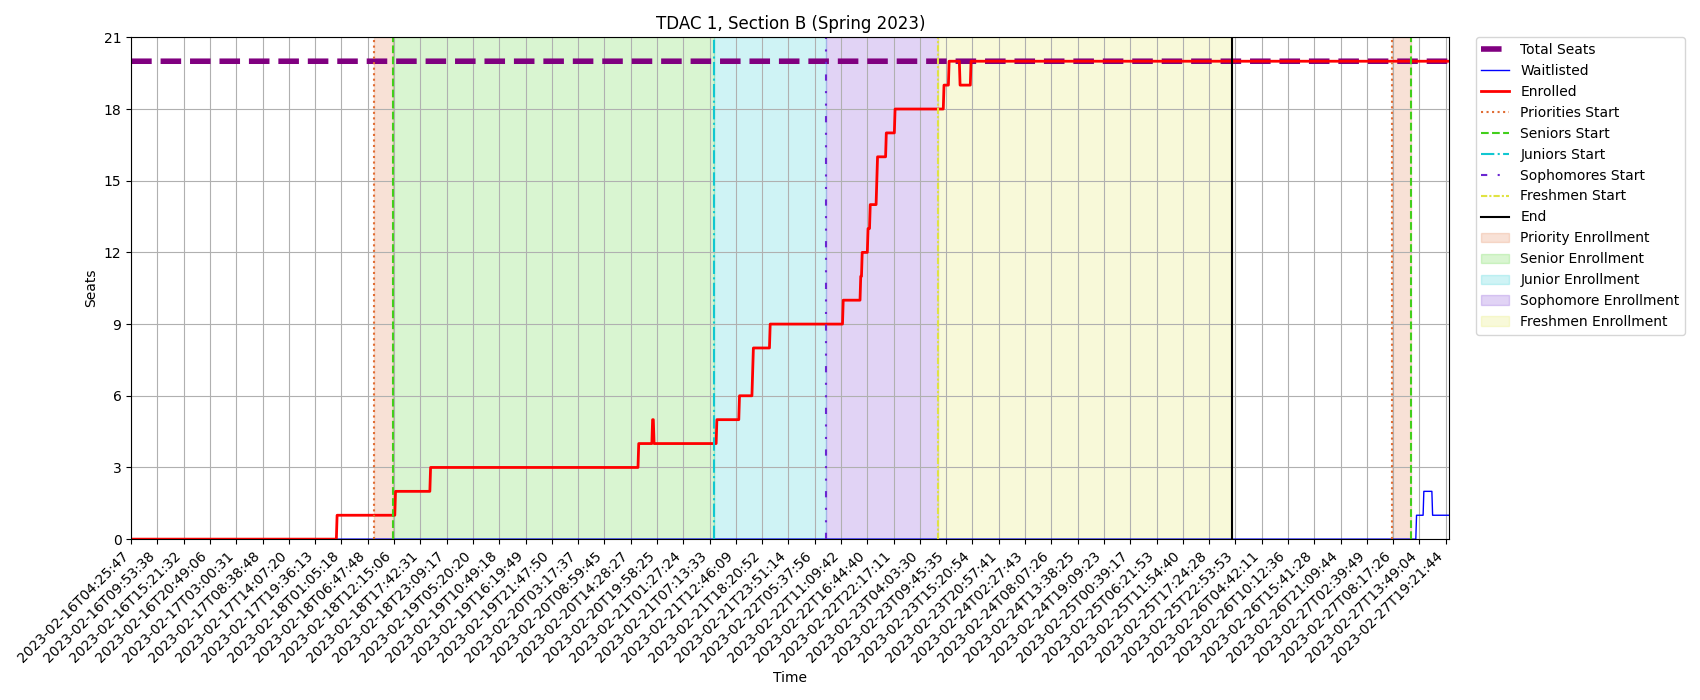 TDAC 1, Section B (Spring 2023)
21
18
15
12
9
6
3
0
Seats
2023-02-16T04:25:47
2023-02-16T09:53:38
2023-02-16T15:21:32
2023-02-16T20:49:06
2023-02-17T03:00:31
2023-02-17T08:38:48
2023-02-17T14:07:20
2023-02-17T19:36:13
2023-02-18T01:05:18
2023-02-18T06:47:48
2023-02-18T12:15:06
2023-02-18T17:42:31
2023-02-18T23:09:17
2023-02-19T05:20:20
2023-02-19T10:49:18
2023-02-19T16:19:49
2023-02-19T21:47:50
2023-02-20T03:17:37
2023-02-20T08:59:45
2023-02-20T14:28:27
2023-02-20T19:58:25
2023-02-21T01:27:24
2023-02-21T07:13:33
2023-02-21T12:46:09
2023-02-21T18:20:52
2023-02-21T23:51:14
2023-02-22T05:37:56
2023-02-22T11:09:42
2023-02-22T16:44:40
2023-02-22T22:17:11
2023-02-23T04:03:30
2023-02-23T09:45:35
2023-02-23T15:20:54
2023-02-23T20:57:41
2023-02-24T02:27:43
2023-02-24T08:07:26
2023-02-24T13:38:25
2023-02-24T19:09:23
2023-02-25T00:39:17
2023-02-25T06:21:53
2023-02-25T11:54:40
2023-02-25T17:24:28
2023-02-25T22:53:53
2023-02-26T04:42:11
2023-02-26T10:12:36
2023-02-26T15:41:28
2023-02-26T21:09:44
2023-02-27T02:39:49
2023-02-27T08:17:26
2023-02-27T13:49:04
2023-02-27T19:21:44
Time
Total Seats
Waitlisted
Enrolled
Priorities Start
Seniors Start
Juniors Start
Sophomores Start
Freshmen Start
End
Priority Enrollment
Senior Enrollment
Junior Enrollment
Sophomore Enrollment
Freshmen Enrollment